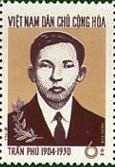 VIỆT NAM DÂN CHỦ CỘNG HÒA
TRẦN PHÚ 1904-1930